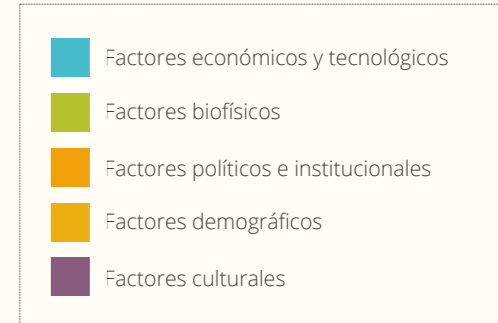 Factores económicos y tecnológicos
Factores biofísicos
Factores políticos e institucionales
Factores demográficos
Factores culturales